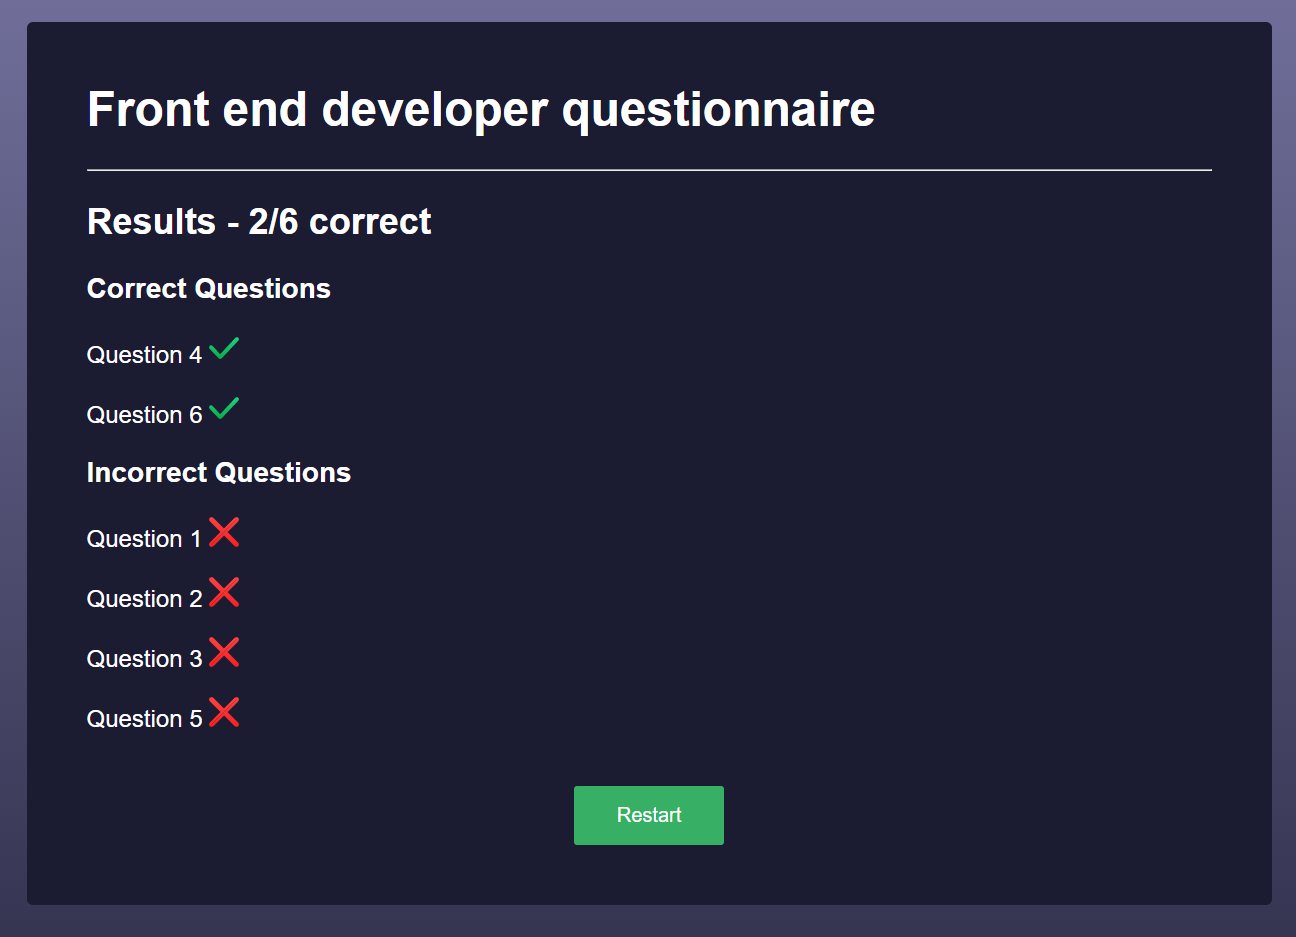 Front end developer questionnaire
Results - 2/6 correct
Correct Questions
Question 4
Question 6
Incorrect Questions
Question 1
Question 2
Question 3
Question 5
Restart